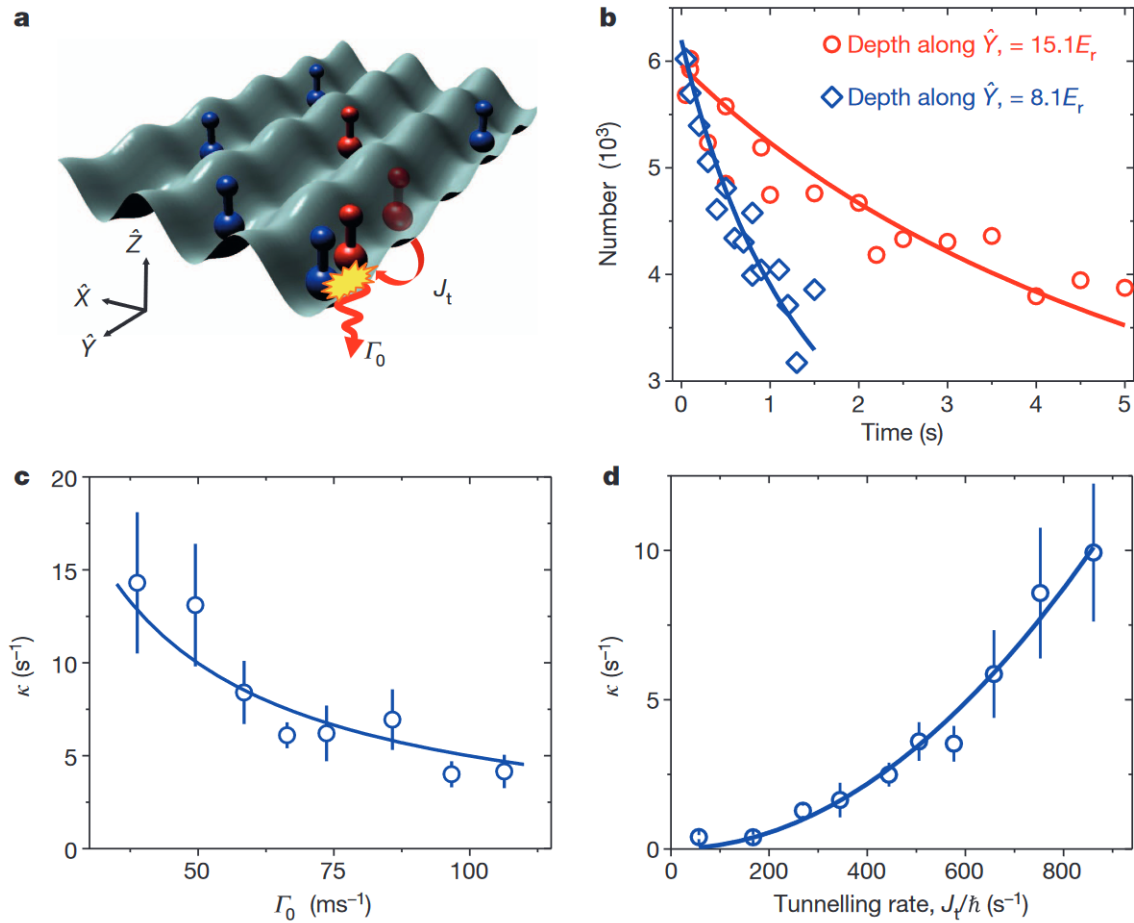 a
Ẑ
X̂
Ŷ
J_t
Γ_0
b
Depth along Ŷ, = 15.1E_r
Depth along Ŷ, = 8.1E_r
Number (10³)
6
5
4
3
0 1 2 3 4 5
Time (s)
c
κ (s⁻¹)
20
15
10
5
0
50 75 100
Γ_0 (ms⁻¹)
d
κ (s⁻¹)
10
5
0
0 200 400 600 800
Tunnelling rate, J_t/ħ (s⁻¹)